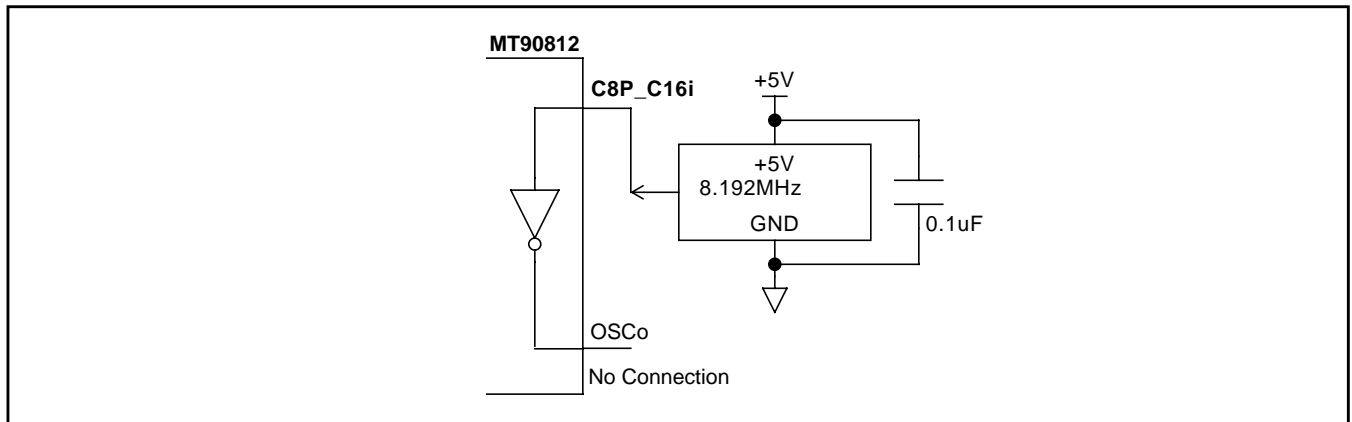 MT90812
C8P_C16i
+5V
+5V
8.192MHz
GND
0.1uF
OSCo
No Connection